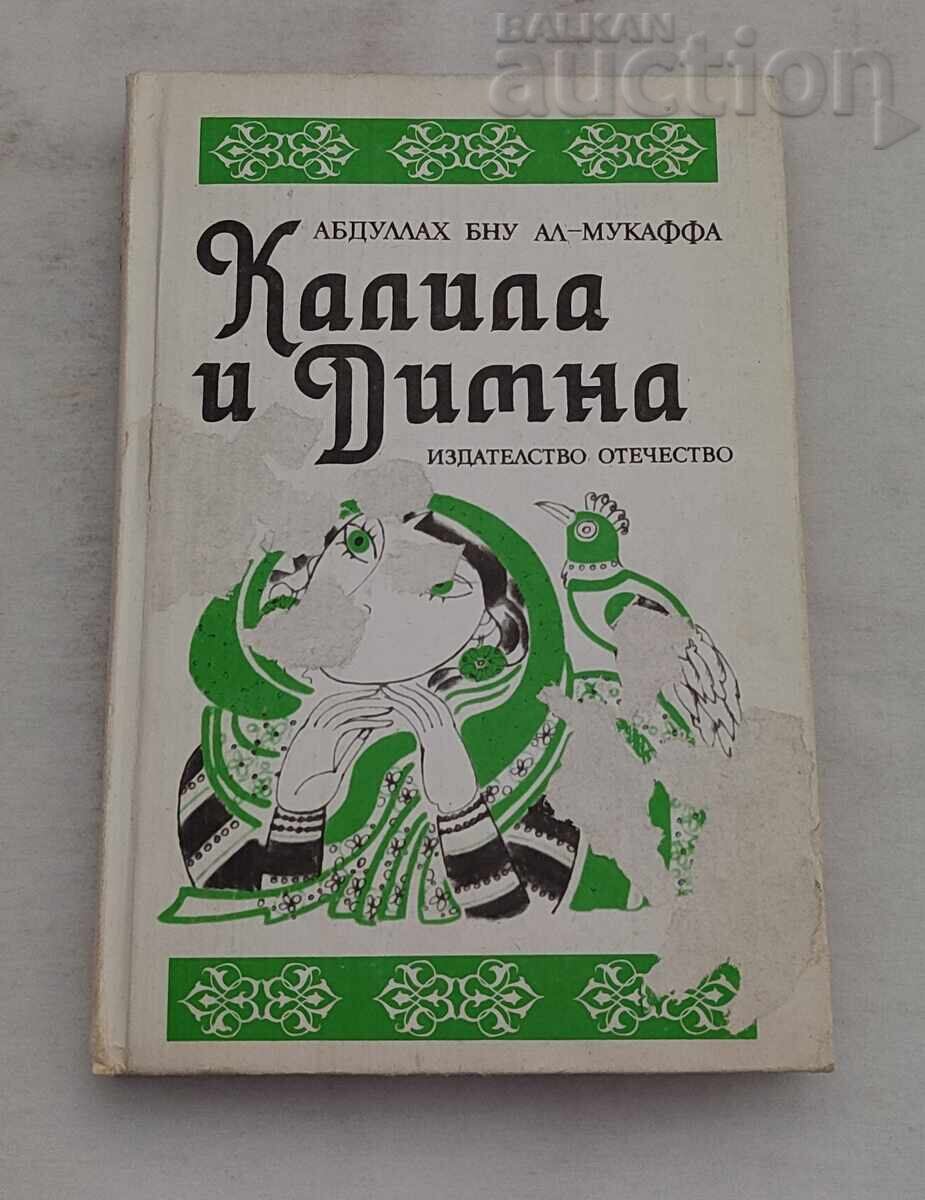 BALKAN
auction
АБДУЛЛАХ БНУ АЛ-МУКАФФА
Калила
и Димна
ИЗДАТЕЛСТВО ОТЕЧЕСТВО